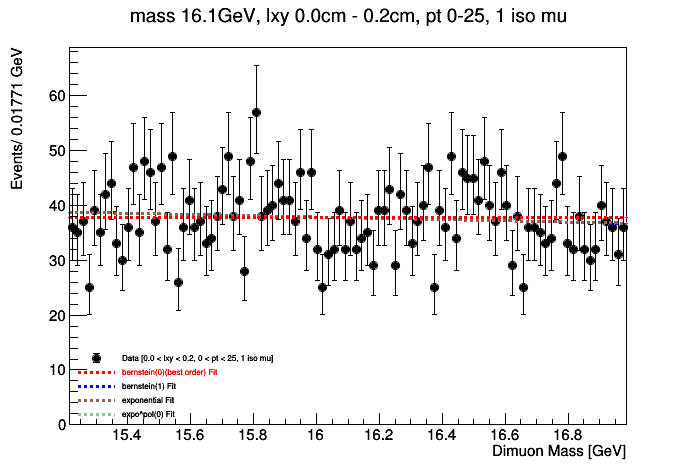 mass 16.1GeV, lxy 0.0cm - 0.2cm, pt 0-25, 1 iso mu
Events/ 0.01771 GeV
60
50
40
30
20
10
0
Data [0.0 < lxy < 0.2, 0 < pt < 25, 1 iso mu]
bernstein(0)(best order) Fit
bernstein(1) Fit
exponential Fit
expo*pol(0) Fit
15.4 15.6 15.8 16 16.2 16.4 16.6 16.8
Dimuon Mass [GeV]